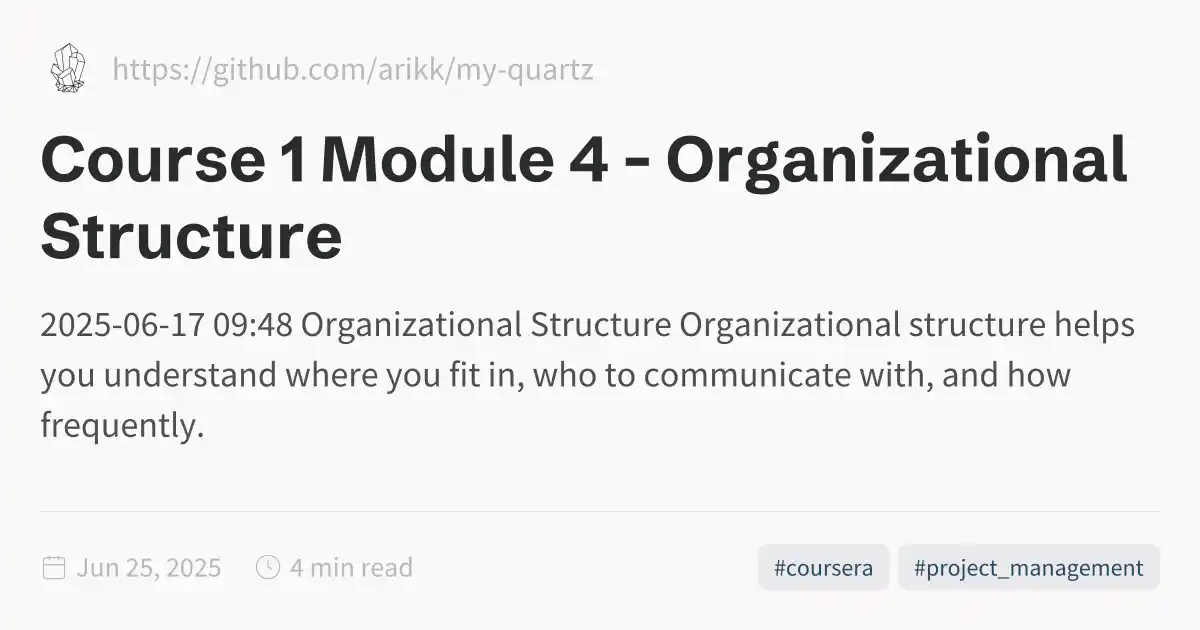 https://github.com/arikk/my-quartz
Course 1 Module 4 - Organizational
Structure
2025-06-17 09:48 Organizational Structure Organizational structure helps
you understand where you fit in, who to communicate with, and how
frequently.
Jun 25, 2025 4 min read #coursera #project_management